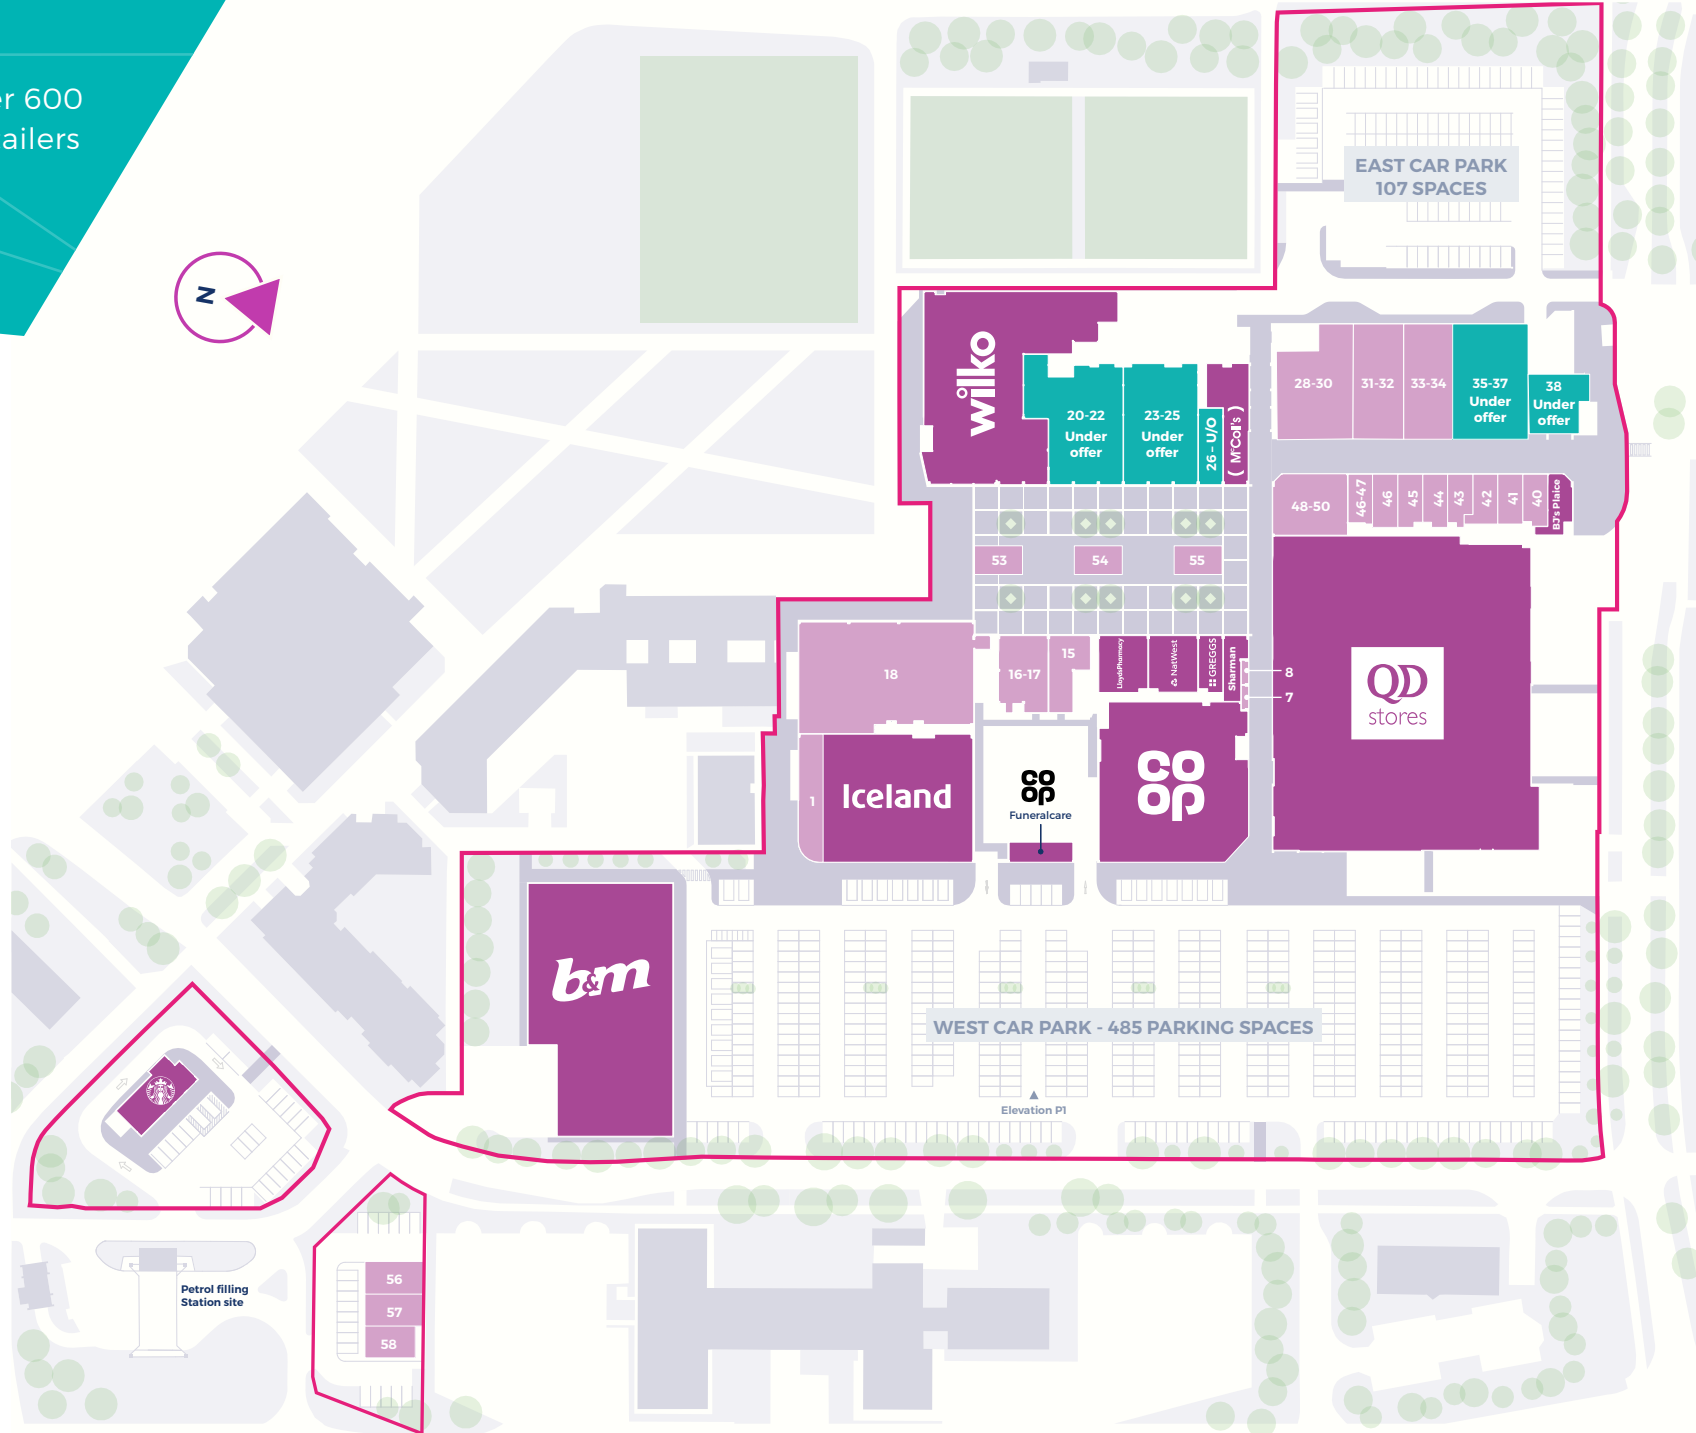 er 600
ailers
N
EAST CAR PARK
107 SPACES
wilko
20-22
Under
offer
23-25
Under
offer
26 – U/O
( McColl's )
28-30
31-32
33-34
35-37
Under
offer
38
Under
offer
48-50
46-47
46
45
44
43
42
41
40
BJ's Plaice
53
54
55
18
16-17
15
LloydsPharmacy
NatWest
GREGGS
Sharman
8
7
QD
stores
1
Iceland
CO
OP
Funeralcare
CO
OP
b&m
WEST CAR PARK - 485 PARKING SPACES
Elevation P1
Petrol filling
Station site
56
57
58